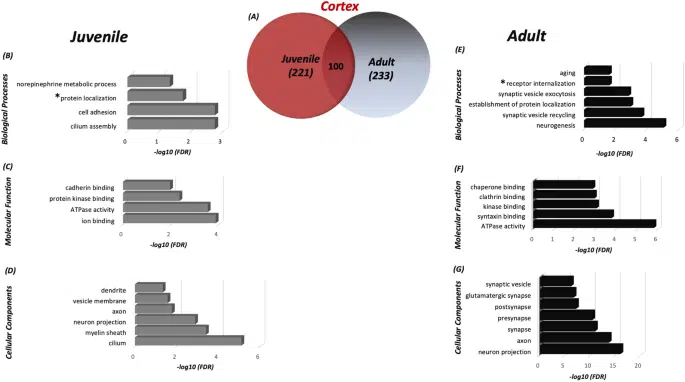 Cortex
Juvenile
(A)
Juvenile
(221)
100
Adult
(233)
Adult
(B)
Biological Processes
norepinephrine metabolic process
*protein localization
cell adhesion
cilium assembly
0 1 2 3
-log10 (FDR)
(C)
Molecular Function
cadherin binding
protein kinase binding
ATPase activity
ion binding
0 2 4
-log10 (FDR)
(D)
Cellular Components
dendrite
vesicle membrane
axon
neuron projection
myelin sheath
cilium
0 2 4 6
-log10 (FDR)
(E)
Biological Processes
aging
*receptor internalization
synaptic vesicle exocytosis
establishment of protein localization
synaptic vesicle recycling
neurogenesis
0 2 4 6
-log10 (FDR)
(F)
Molecular Function
chaperone binding
clathrin binding
kinase binding
syntaxin binding
ATPase activity
0 1 2 3 4 5 6
-log10 (FDR)
(G)
Cellular Components
synaptic vesicle
glutamatergic synapse
postsynapse
presynapse
synapse
axon
neuron projection
0 5 10 15 20
-log10 (FDR)